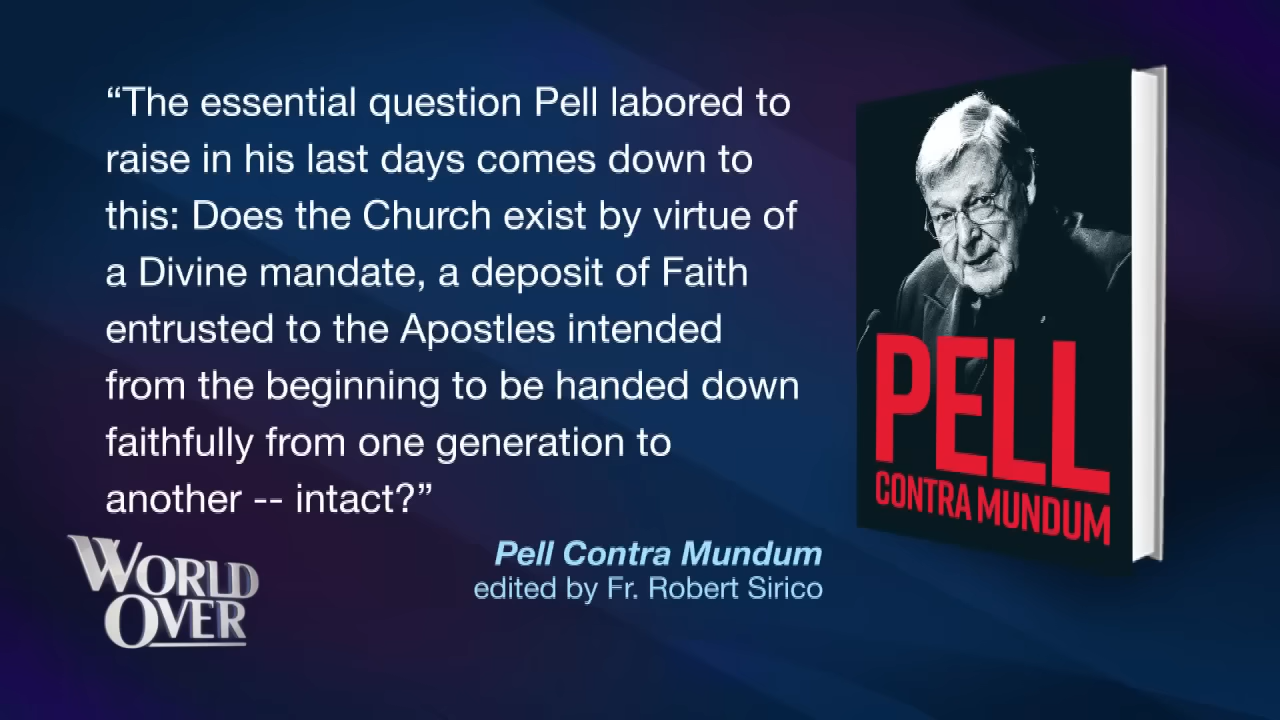 “The essential question Pell labored to
raise in his last days comes down to
this: Does the Church exist by virtue of
a Divine mandate, a deposit of Faith
entrusted to the Apostles intended
from the beginning to be handed down
faithfully from one generation to
another -- intact?”
Pell Contra Mundum
edited by Fr. Robert Sirico
WORLD
OVER
PELL
CONTRA MUNDUM